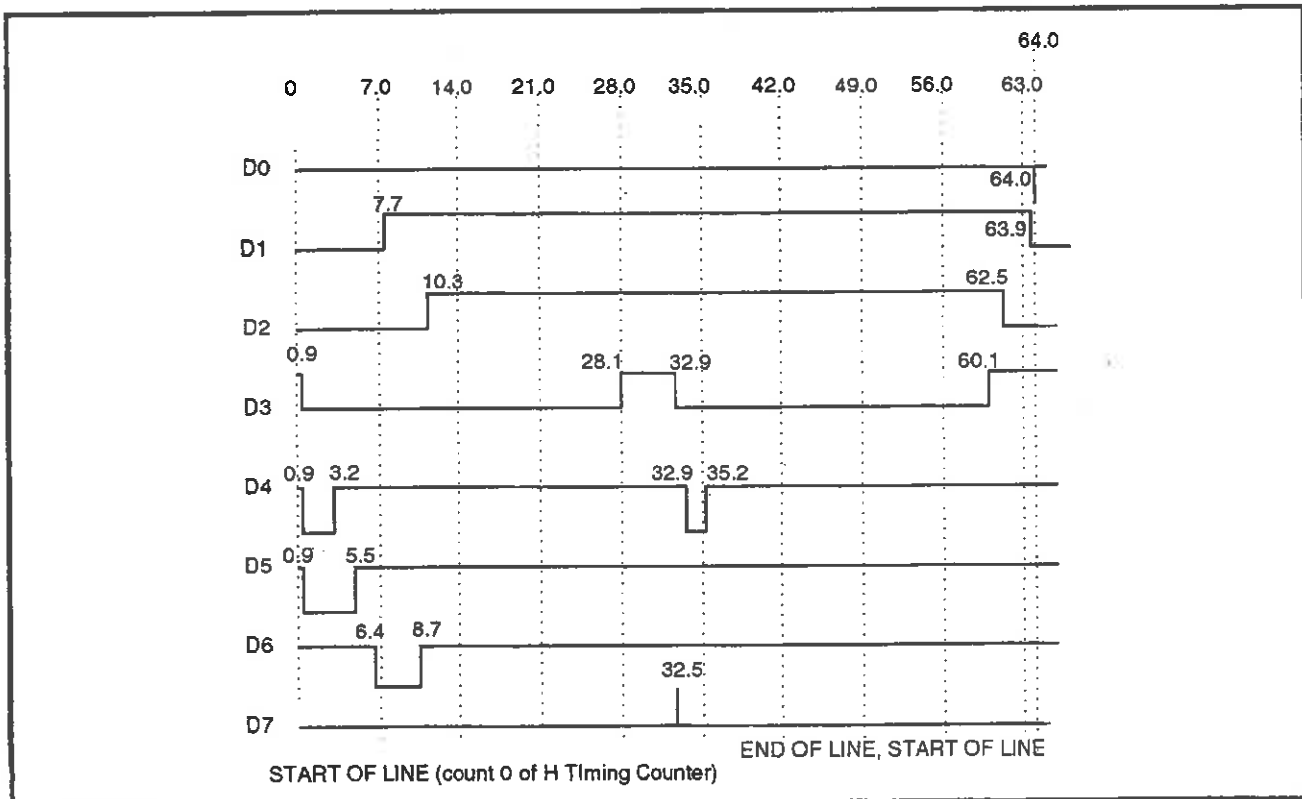 64.0
0 7.0 14.0 21.0 28.0 35.0 42.0 49.0 56.0 63.0
D0
64.0
7.7
63.9
D1
10.3 62.5
D2
0.9 28.1 32.9 60.1
D3
0.9 3.2 32.9 35.2
D4
0.9 5.5
D5
6.4 8.7
D6
32.5
D7
END OF LINE, START OF LINE
START OF LINE (count 0 of H Timing Counter)